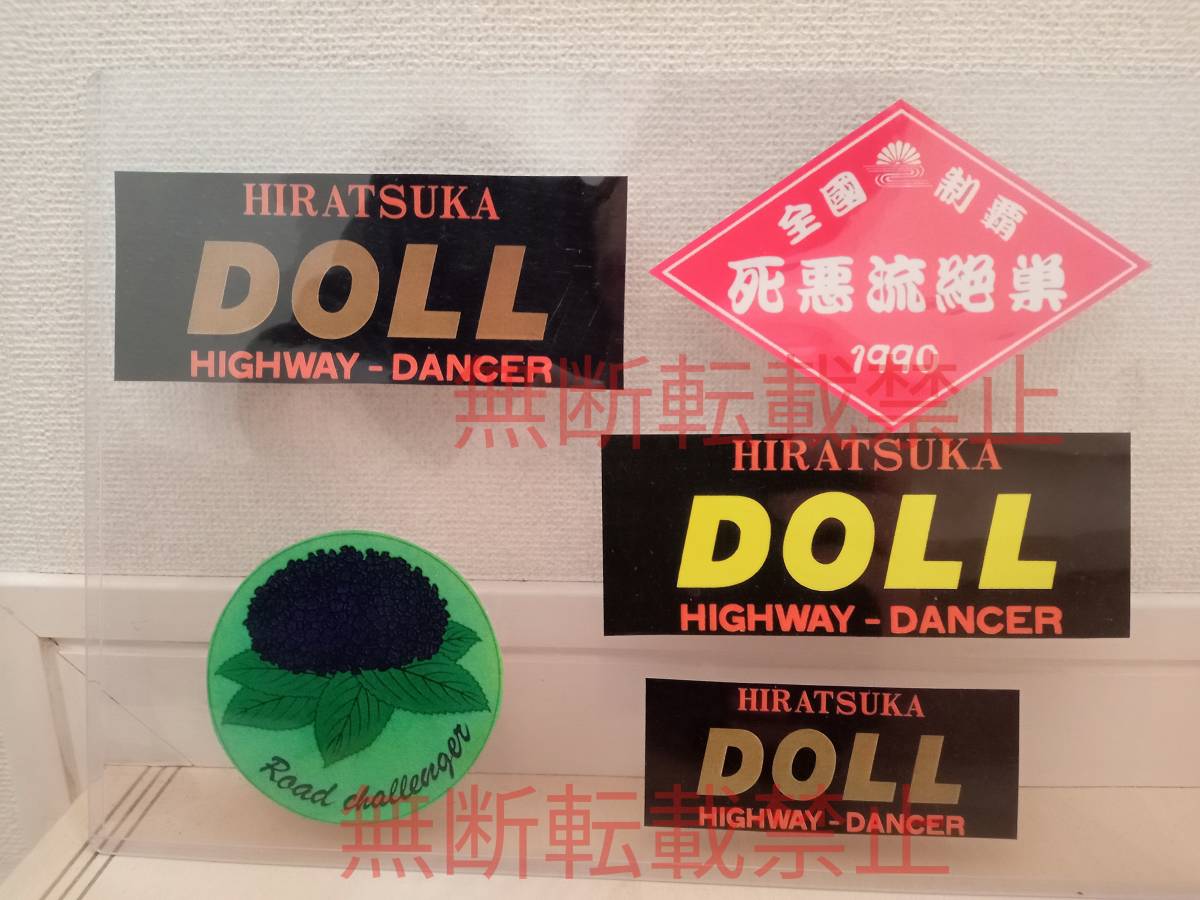 HIRATSUKA
DOLL
HIGHWAY - DANCER
全國 制覇
死悪流絶巣
1990
無断転載禁止
HIRATSUKA
DOLL
HIGHWAY - DANCER
Road challenger
HIRATSUKA
DOLL
HIGHWAY - DANCER
無断転載禁止